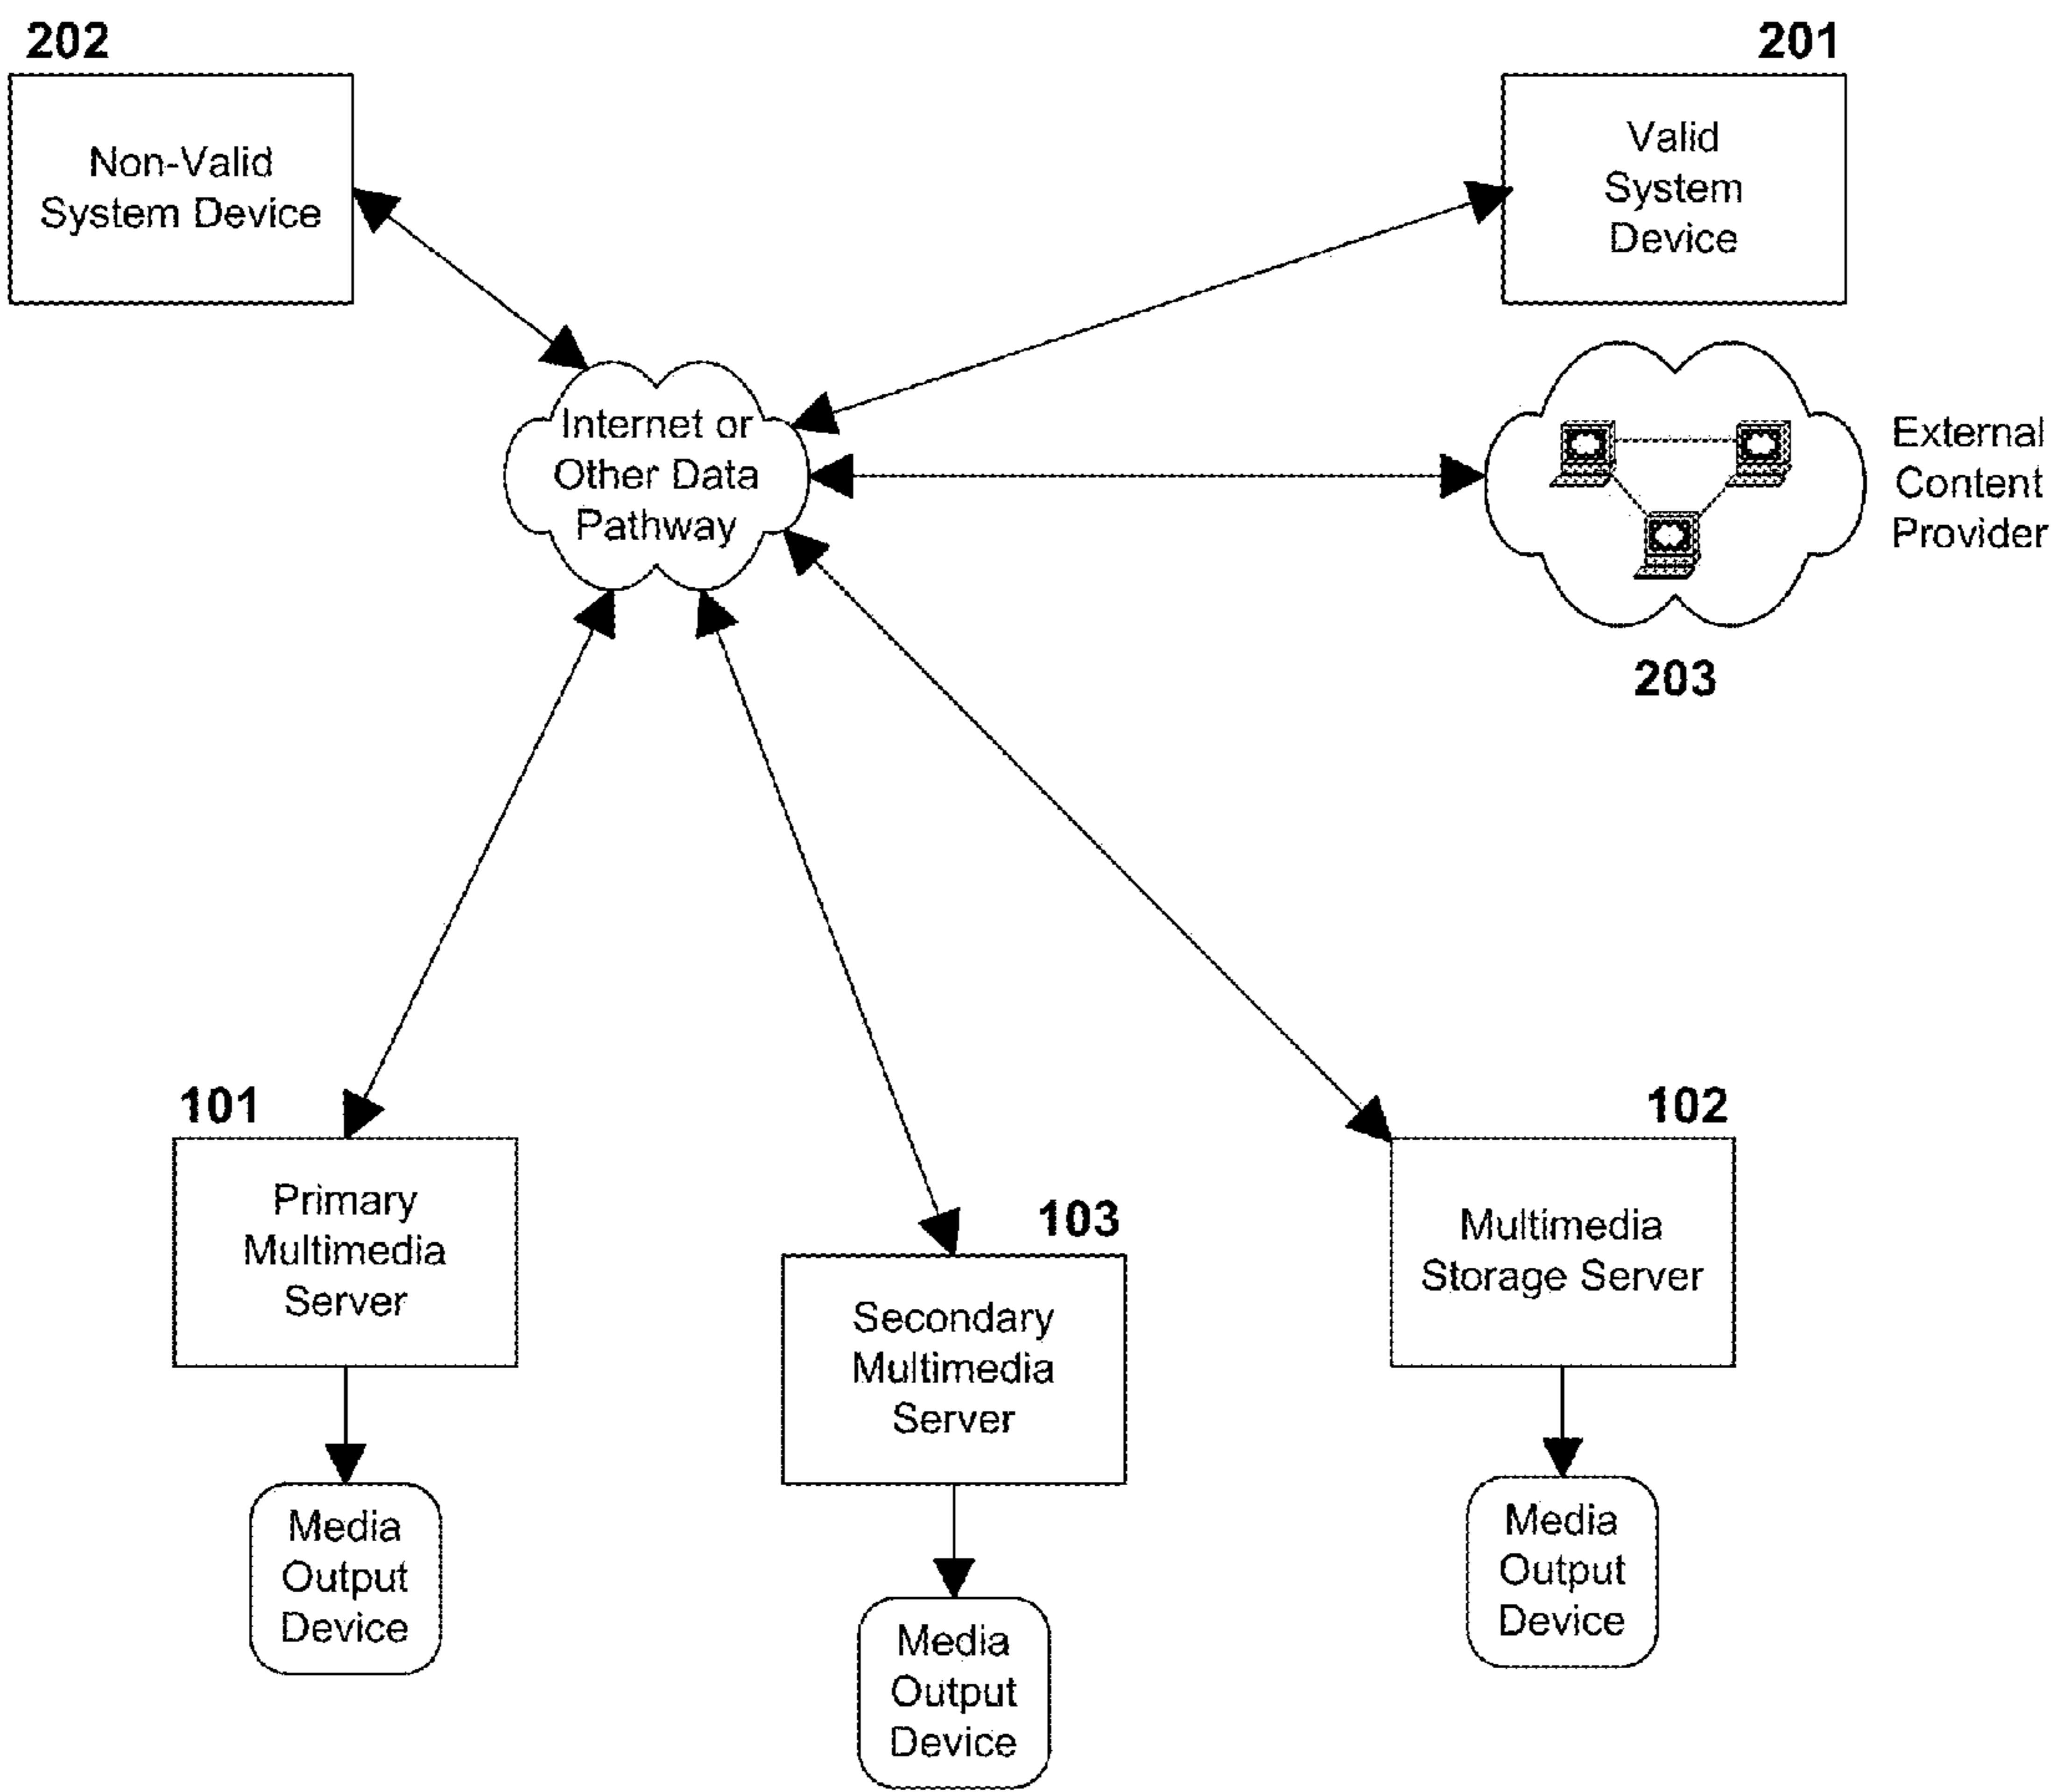 202
Non-Valid
System Device
201
Valid
System
Device
Internet or
Other Data
Pathway
External
Content
Provider
203
101
Primary
Multimedia
Server
103
Secondary
Multimedia
Server
102
Multimedia
Storage Server
Media
Output
Device
Media
Output
Device
Media
Output
Device